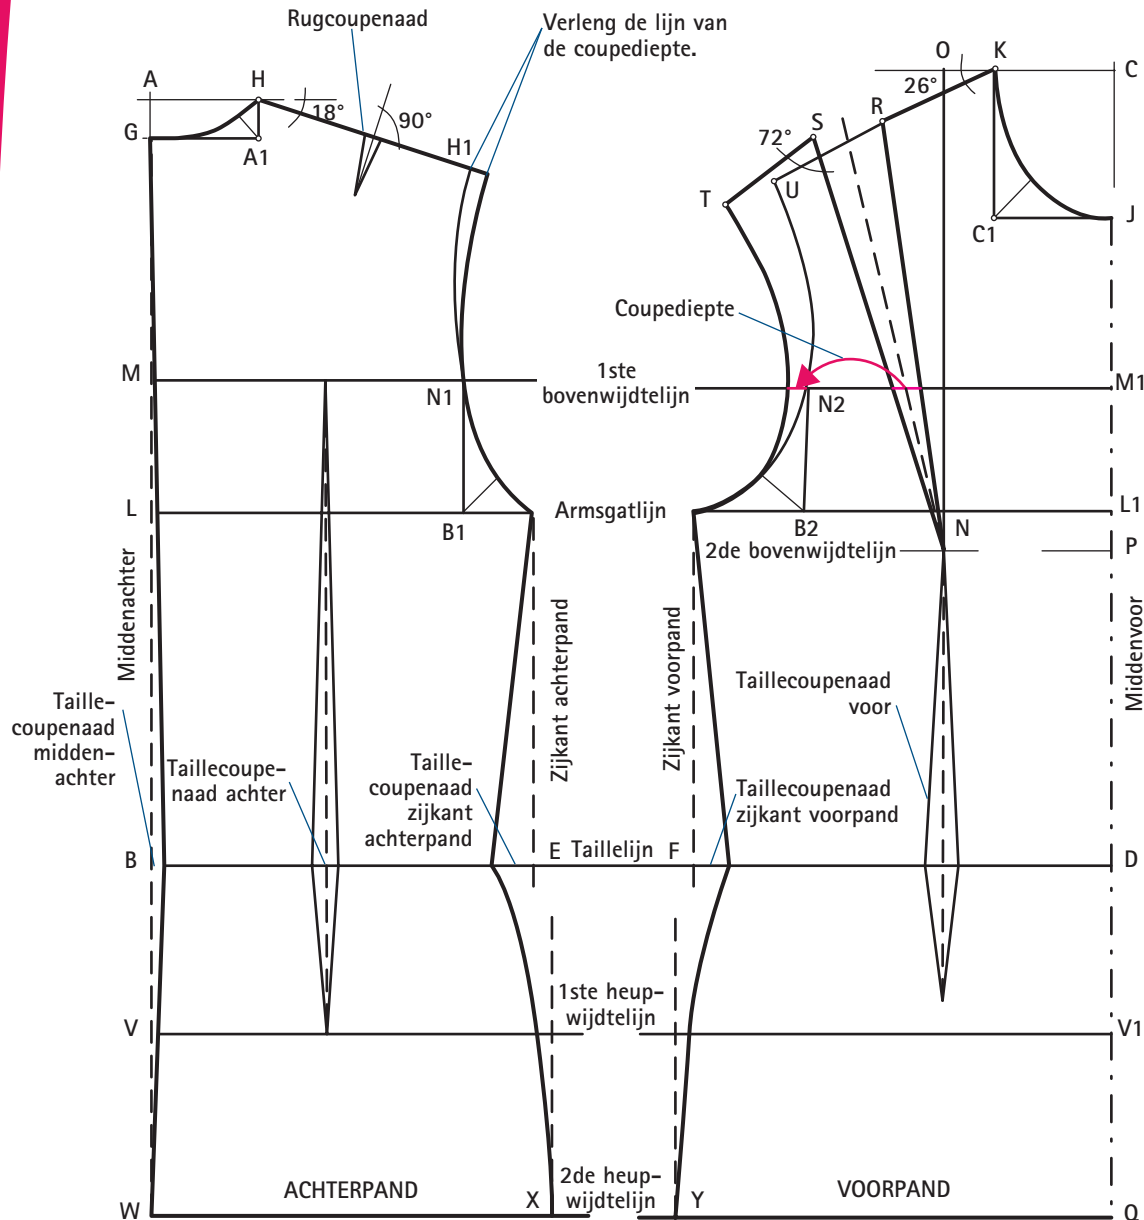 Rugcoupenaad
Verleng de lijn van
de coupediepte.
A
H
O
K
C
18°
90°
26°
G
A1
H1
72°
S
R
T
U
C1
J
Coupediepte
M
N1
1ste
bovenwijdtelijn
N2
M1
L
B1
Armsgatlijn
B2
N
L1
2de bovenwijdtelijn
P
Middenachter
Zijkant achterpand
Zijkant voorpand
Middenvoor
Taille-
coupenaad
midden-
achter
Taillecoupe-
naad achter
Taille-
coupenaad
zijkant
achterpand
Taillecoupenaad
voor
Taillecoupenaad
zijkant voorpand
B
E
Taillelijn
F
D
1ste heup-
wijdtelijn
V
V1
ACHTERPAND
X
2de heup-
wijdtelijn
Y
VOORPAND
W
Q